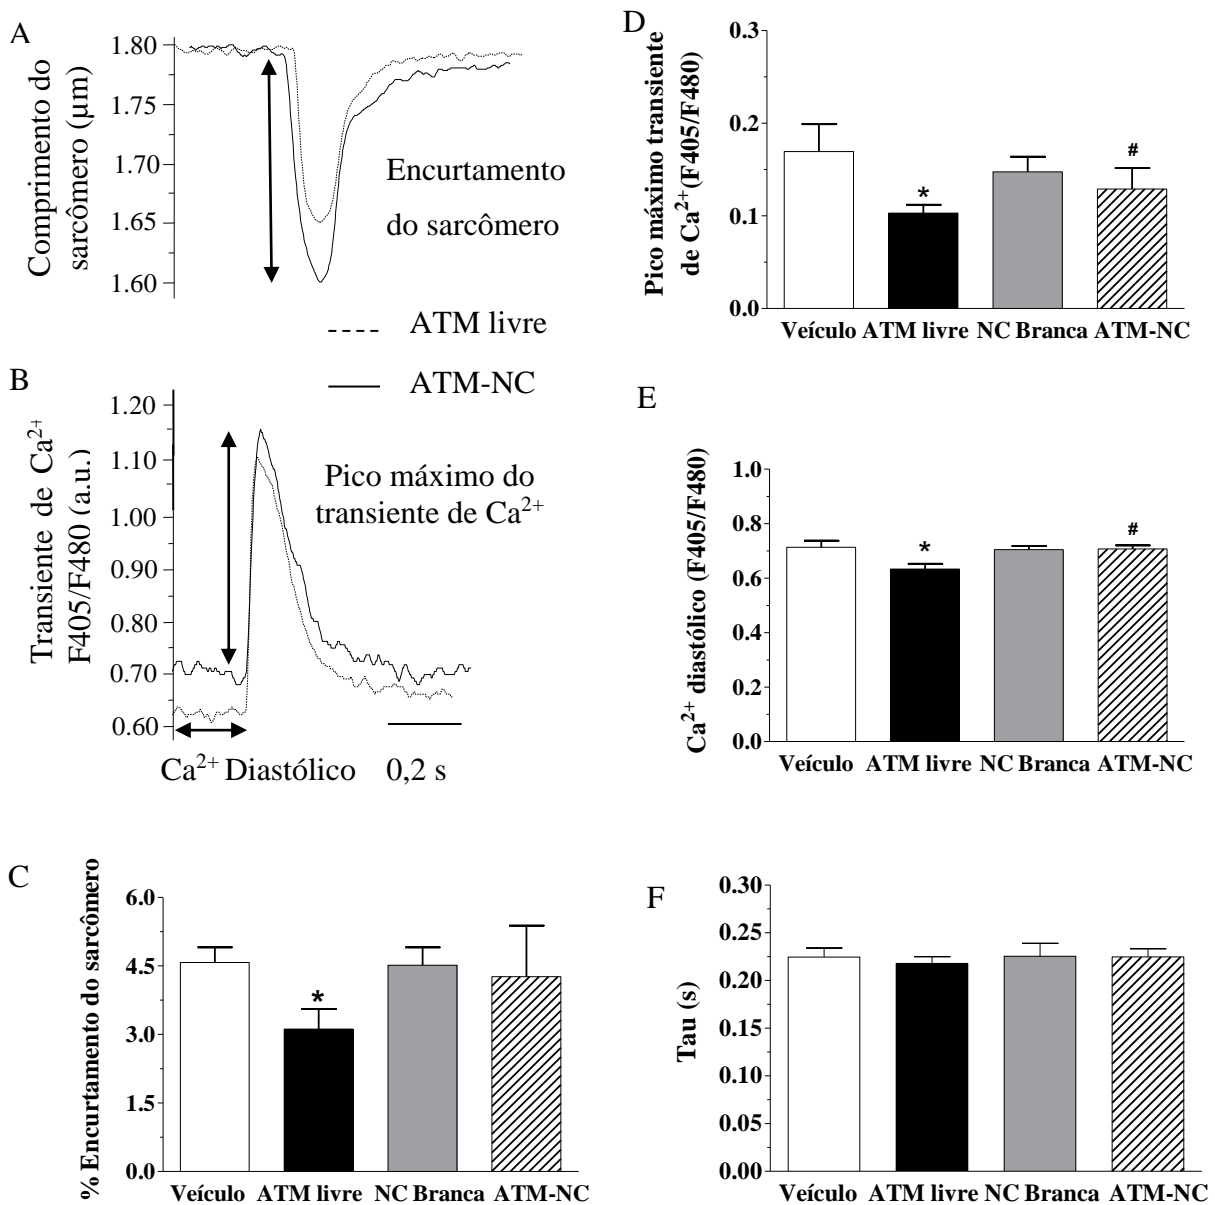 A
Comprimento do
sarcômero (µm)
1.80
1.75
1.70
1.65
1.60
Encurtamento
do sarcômero
ATM livre
ATM-NC
B
Transiente de Ca²⁺
F405/F480 (a.u.)
1.20
1.10
1.00
0.90
0.80
0.70
0.60
Pico máximo do
transiente de Ca²⁺
Ca²⁺ Diastólico
0,2 s
C
% Encurtamento do sarcômero
6.0
4.5
3.0
1.5
0.0
*
Veículo ATM livre NC Branca ATM-NC
D
Pico máximo transiente
de Ca²⁺(F405/F480)
0.3
0.2
0.1
0.0
*
#
Veículo ATM livre NC Branca ATM-NC
E
Ca²⁺ diastólico (F405/F480)
1.0
0.8
0.6
0.4
0.2
0.0
*
#
Veículo ATM livre NC Branca ATM-NC
F
Tau (s)
0.30
0.25
0.20
0.15
0.10
0.05
0.00
Veículo ATM livre NC Branca ATM-NC